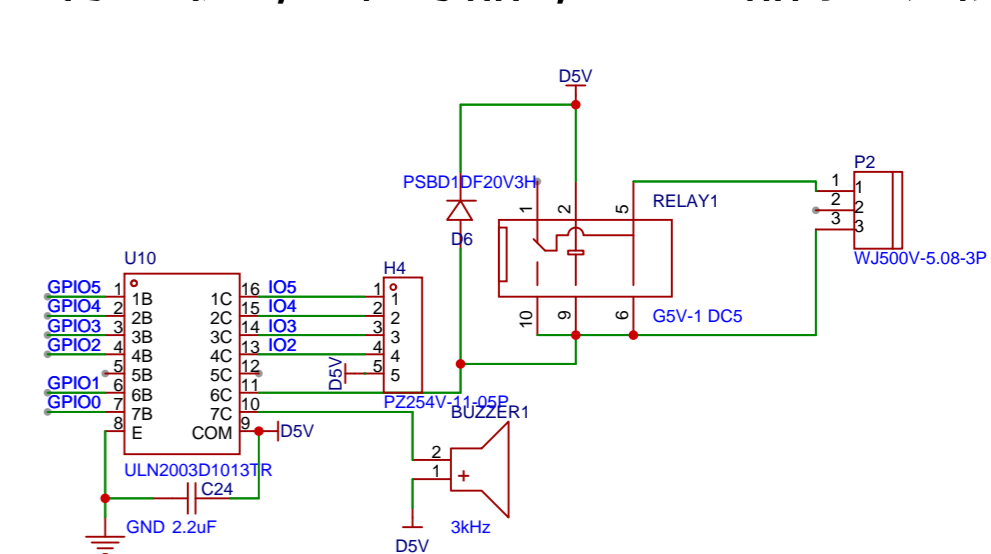 D5V
PSBD1DF20V3H
D6
1
2
5
RELAY1
10
9
6
G5V-1 DC5
P2
1
1
2
2
3
3
WJ500V-5.08-3P
U10
GPIO5 1 1B 1C 16 IO5
GPIO4 2 2B 2C 15 IO4
GPIO3 3 3B 3C 14 IO3
GPIO2 4 4B 4C 13 IO2
5 5B 5C 12
GPIO1 6 6B 6C 11
GPIO0 7 7B 7C 10
8 E COM 9 D5V
ULN2003D1013TR
C24
GND 2.2uF
H4
1 1
2 2
3 3
4 4
D5V 5 5
PZ254V-11-05P
BUZZER1
2
1 +
3kHz
D5V